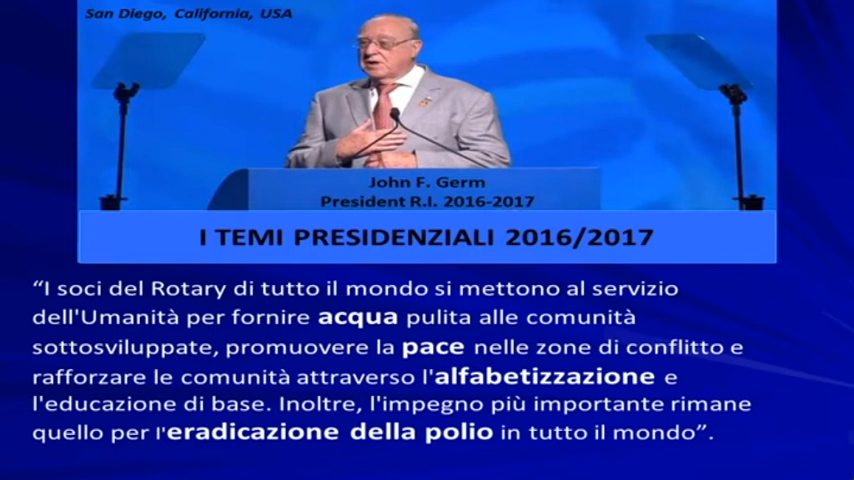 San Diego, California, USA
John F. Germ
President R.I. 2016-2017
I TEMI PRESIDENZIALI 2016/2017
“I soci del Rotary di tutto il mondo si mettono al servizio
dell'Umanità per fornire acqua pulita alle comunità
sottosviluppate, promuovere la pace nelle zone di conflitto e
rafforzare le comunità attraverso l'alfabetizzazione e
l'educazione di base. Inoltre, l'impegno più importante rimane
quello per l'eradicazione della polio in tutto il mondo”.